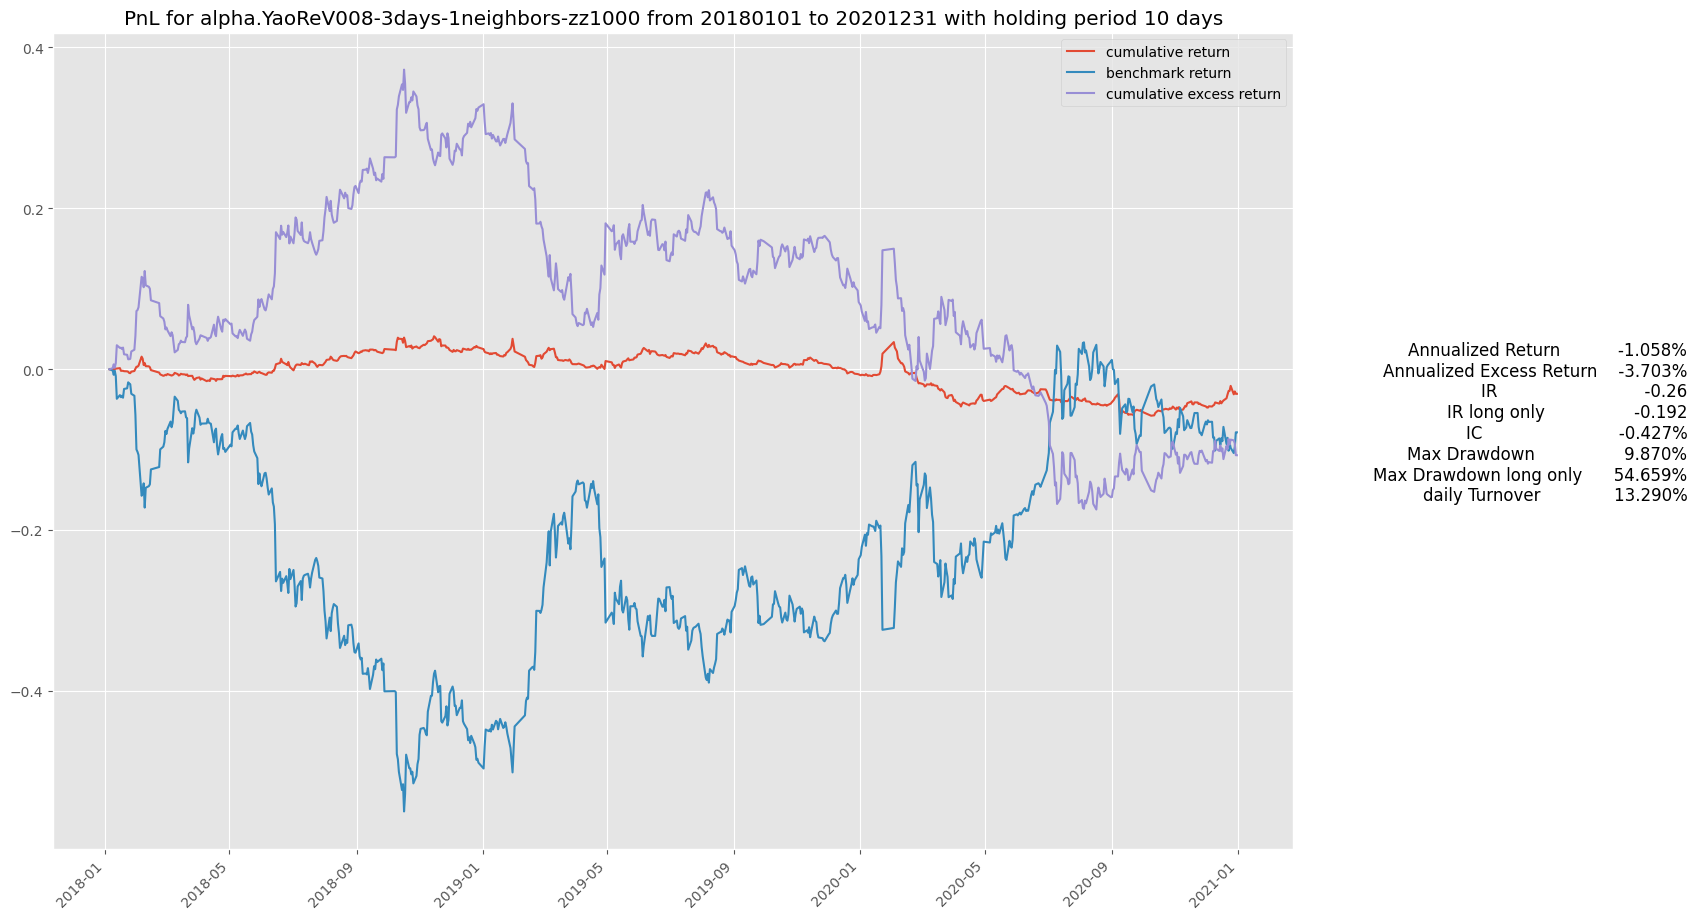 PnL for alpha.YaoReV008-3days-1neighbors-zz1000 from 20180101 to 20201231 with holding period 10 days
cumulative return
benchmark return
cumulative excess return
0.4
0.2
0.0
−0.2
−0.4
2018-01
2018-05
2018-09
2019-01
2019-05
2019-09
2020-01
2020-05
2020-09
2021-01
Annualized Return -1.058%
Annualized Excess Return -3.703%
IR -0.26
IR long only -0.192
IC -0.427%
Max Drawdown 9.870%
Max Drawdown long only 54.659%
daily Turnover 13.290%